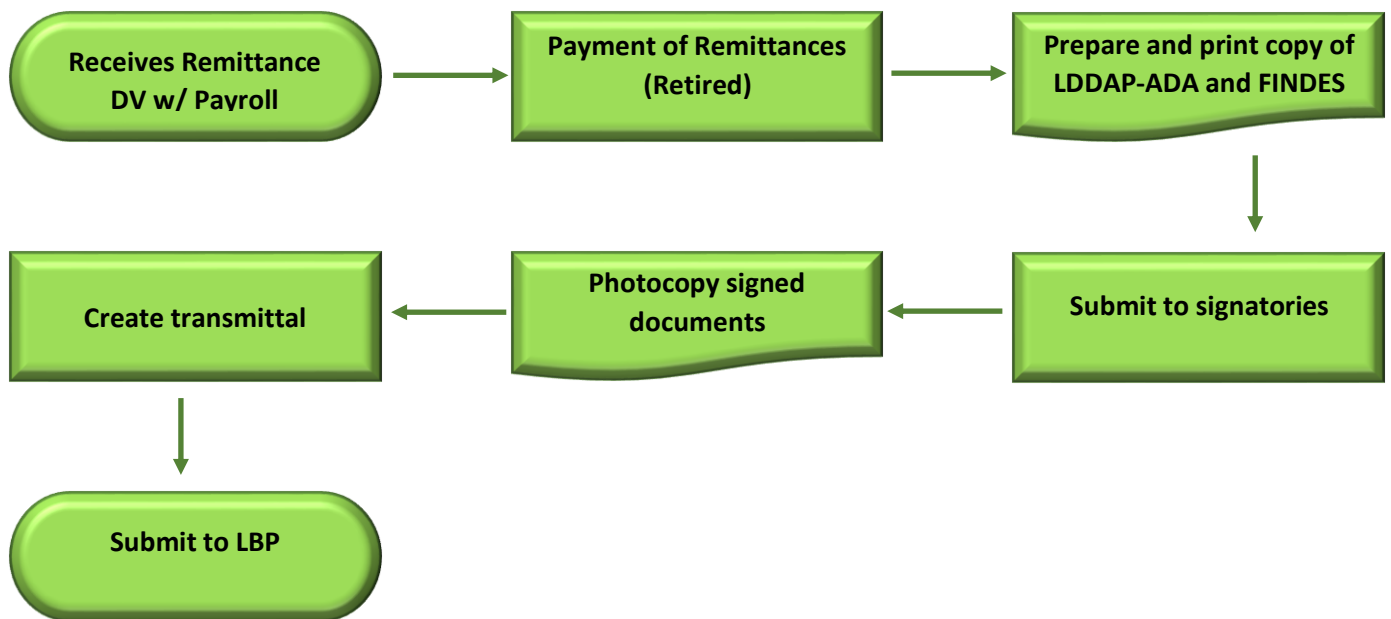 Receives Remittance
DV w/ Payroll
Payment of Remittances
(Retired)
Prepare and print copy of
LDDAP-ADA and FINDES
Submit to signatories
Photocopy signed
documents
Create transmittal
Submit to LBP